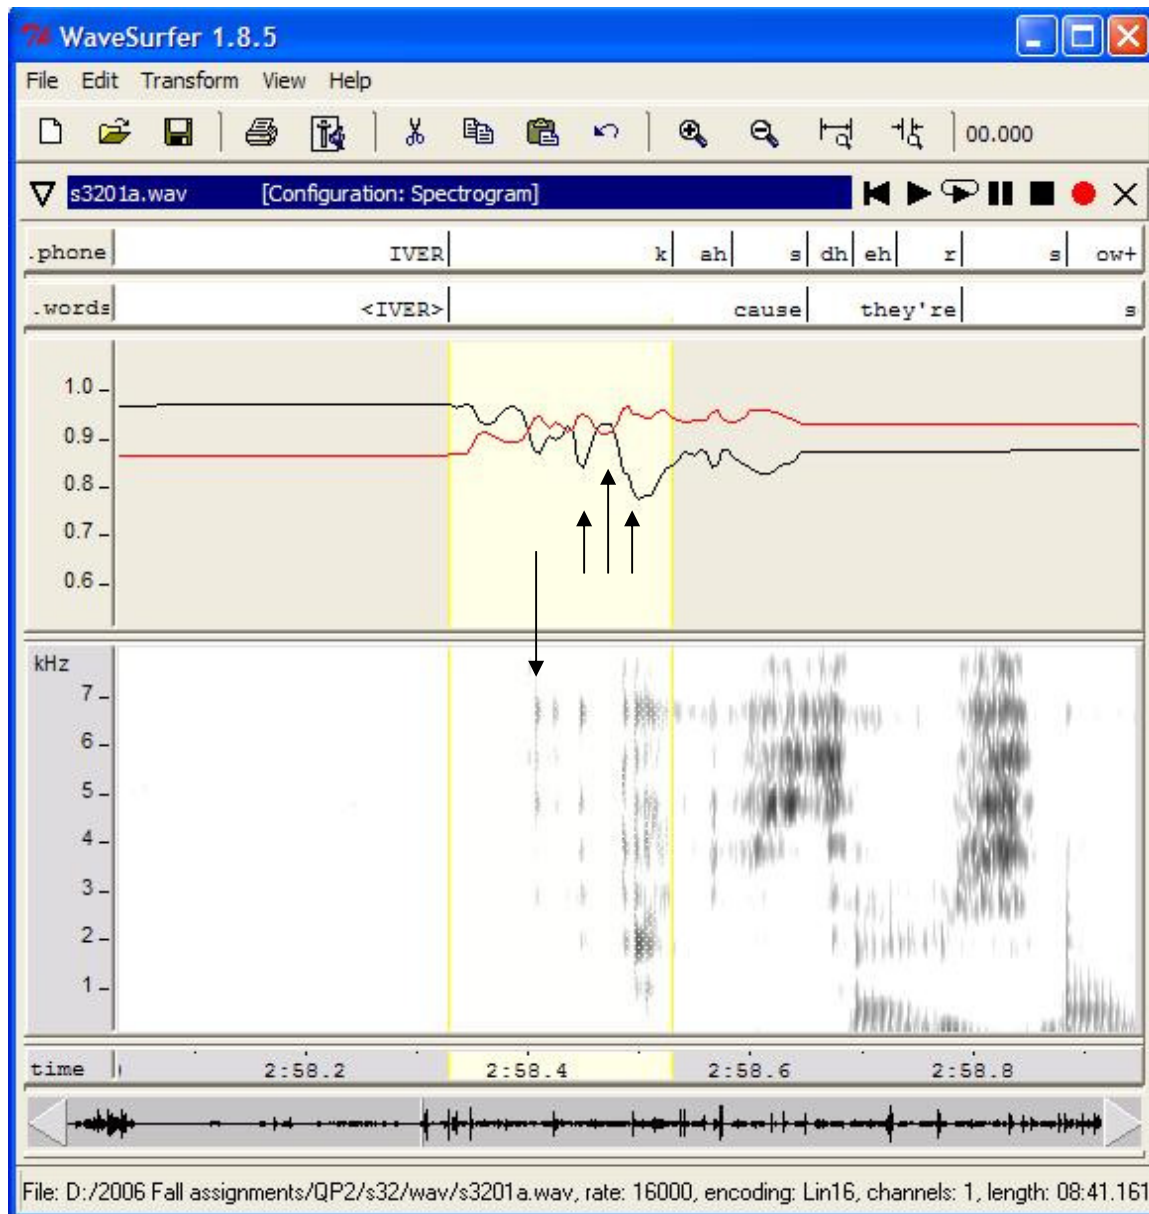 WaveSurfer 1.8.5
File Edit Transform View Help
00.000
s3201a.wav [Configuration: Spectrogram]
.phone IVER k ah s dh eh r s ow+
.words <IVER> cause they're s
1.0
0.9
0.8
0.7
0.6
kHz
7
6
5
4
3
2
1
time 2:58.2 2:58.4 2:58.6 2:58.8
File: D:/2006 Fall assignments/QP2/s32/wav/s3201a.wav, rate: 16000, encoding: Lin16, channels: 1, length: 08:41.161